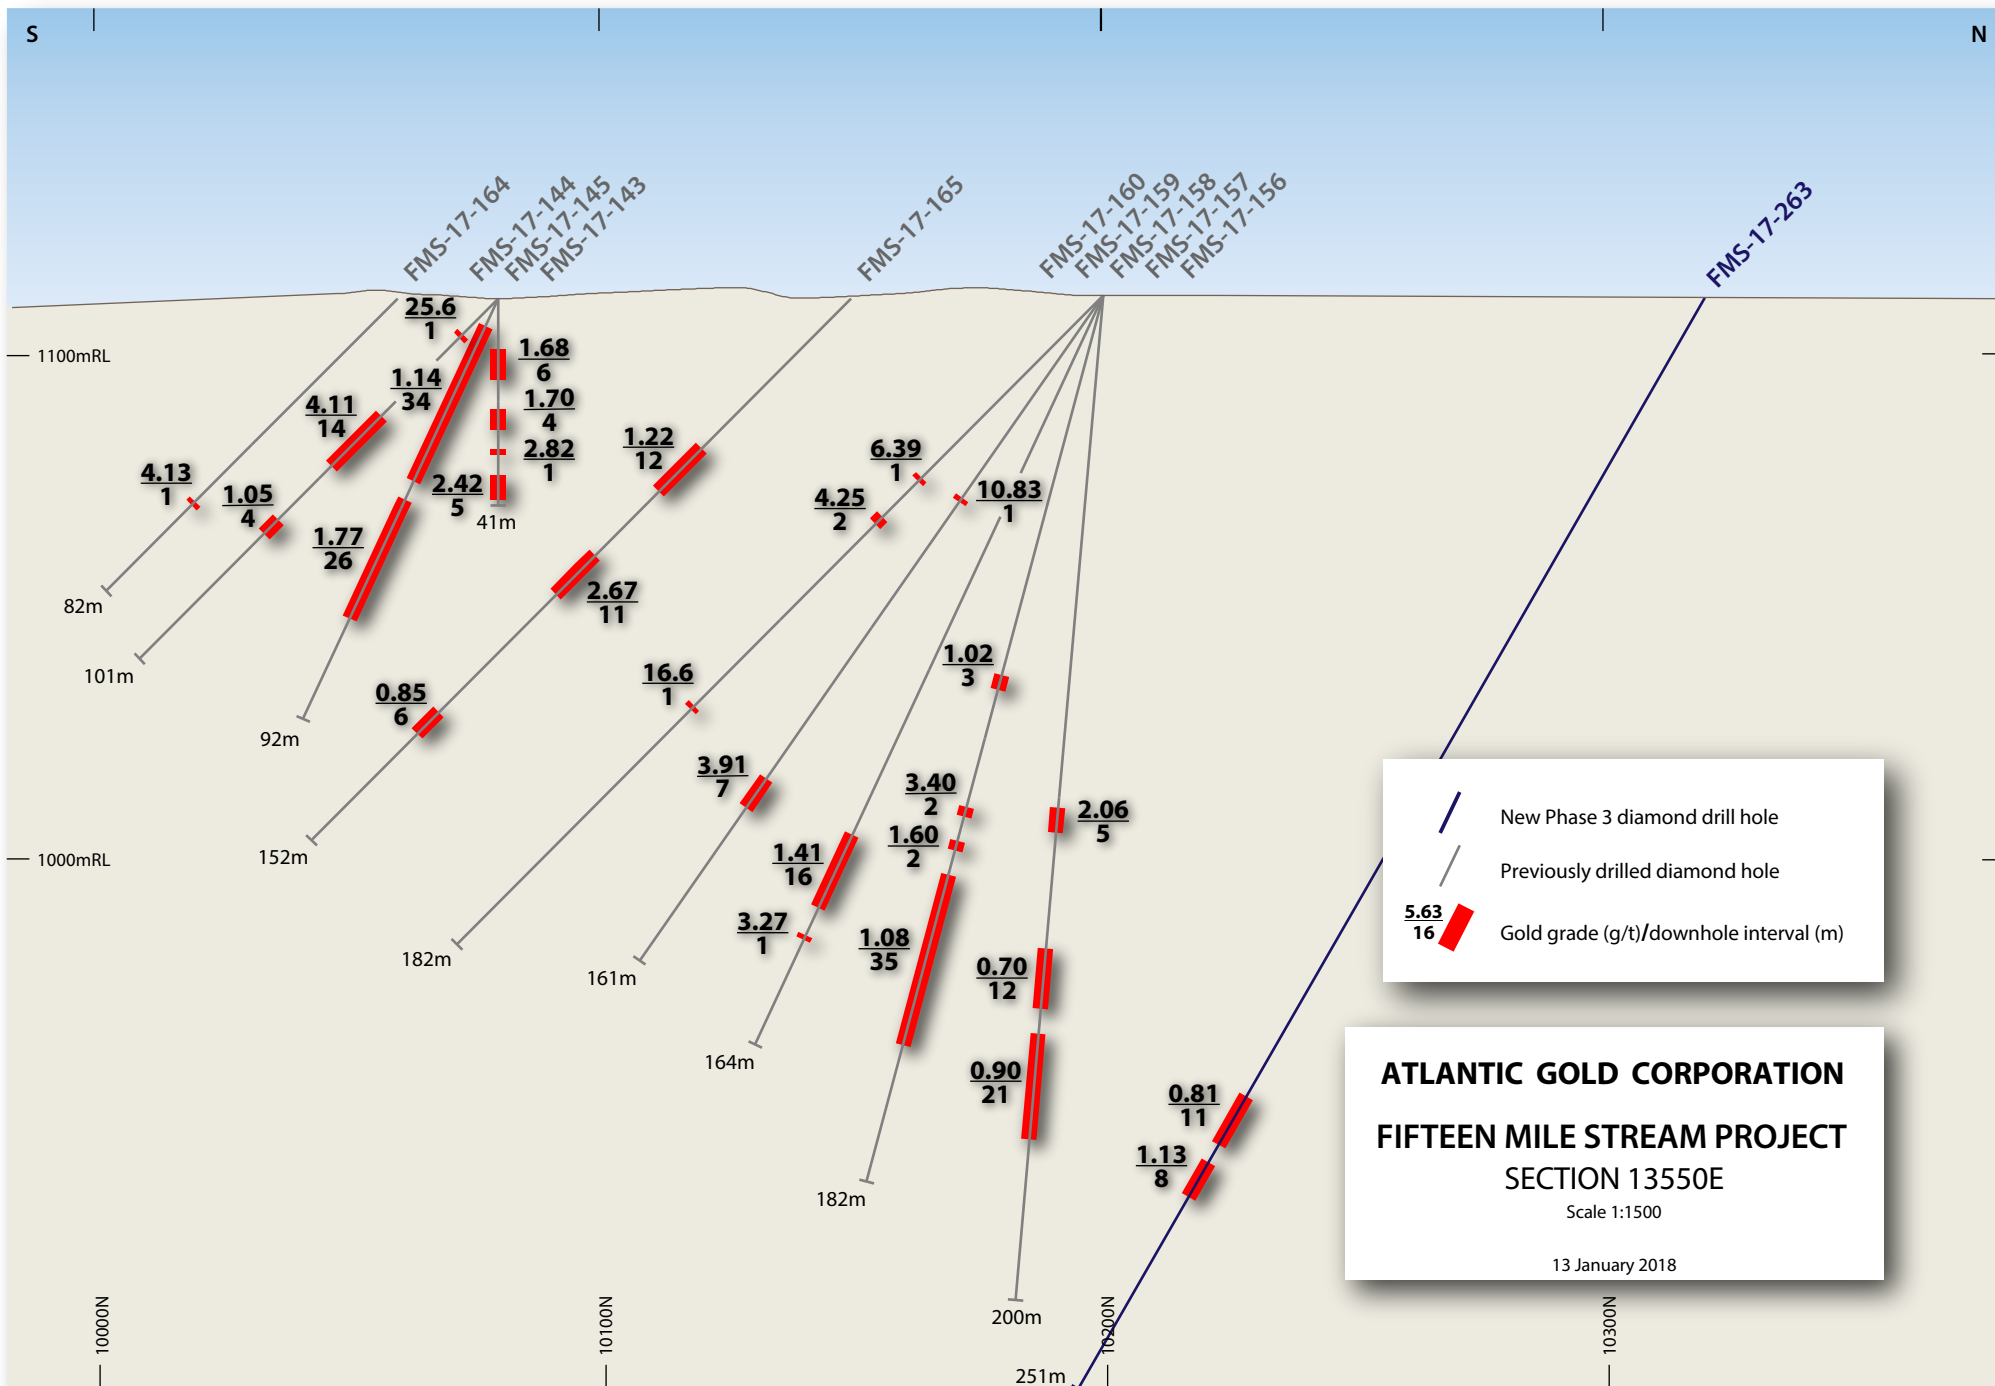 S
N
FMS-17-164
FMS-17-144
FMS-17-145
FMS-17-143
FMS-17-165
FMS-17-160
FMS-17-159
FMS-17-158
FMS-17-157
FMS-17-156
FMS-17-263
1100mRL
25.6
1
1.68
6
1.14
34
4.11
14
1.70
4
2.82
1
4.13
1
1.05
4
2.42
5
41m
1.77
26
1.22
12
6.39
1
4.25
2
10.83
1
82m
2.67
11
101m
0.85
6
92m
16.6
1
1.02
3
3.91
7
3.40
2
1.60
2
2.06
5
152m
1000mRL
1.41
16
3.27
1
1.08
35
0.70
12
182m
161m
164m
0.90
21
0.81
11
1.13
8
182m
200m
251m
New Phase 3 diamond drill hole
Previously drilled diamond hole
5.63
16
Gold grade (g/t)/downhole interval (m)
ATLANTIC GOLD CORPORATION
FIFTEEN MILE STREAM PROJECT
SECTION 13550E
Scale 1:1500
13 January 2018
10000N
10100N
10200N
10300N